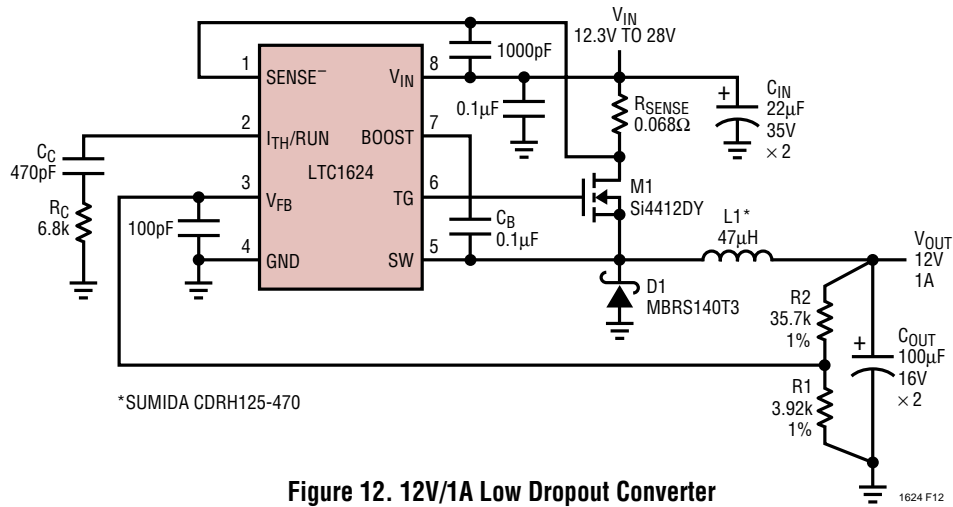 V_IN
12.3V TO 28V
1000pF
1
SENSE⁻
V_IN
8
0.1µF
R_SENSE
0.068Ω
+
C_IN
22µF
35V
× 2
2
I_TH/RUN
BOOST
7
C_C
470pF
LTC1624
3
V_FB
TG
6
M1
Si4412DY
R_C
6.8k
100pF
C_B
0.1µF
L1*
47µH
4
GND
SW
5
V_OUT
12V
1A
D1
MBRS140T3
R2
35.7k
1%
+
C_OUT
100µF
16V
× 2
R1
3.92k
1%
*SUMIDA CDRH125-470
Figure 12. 12V/1A Low Dropout Converter
1624 F12